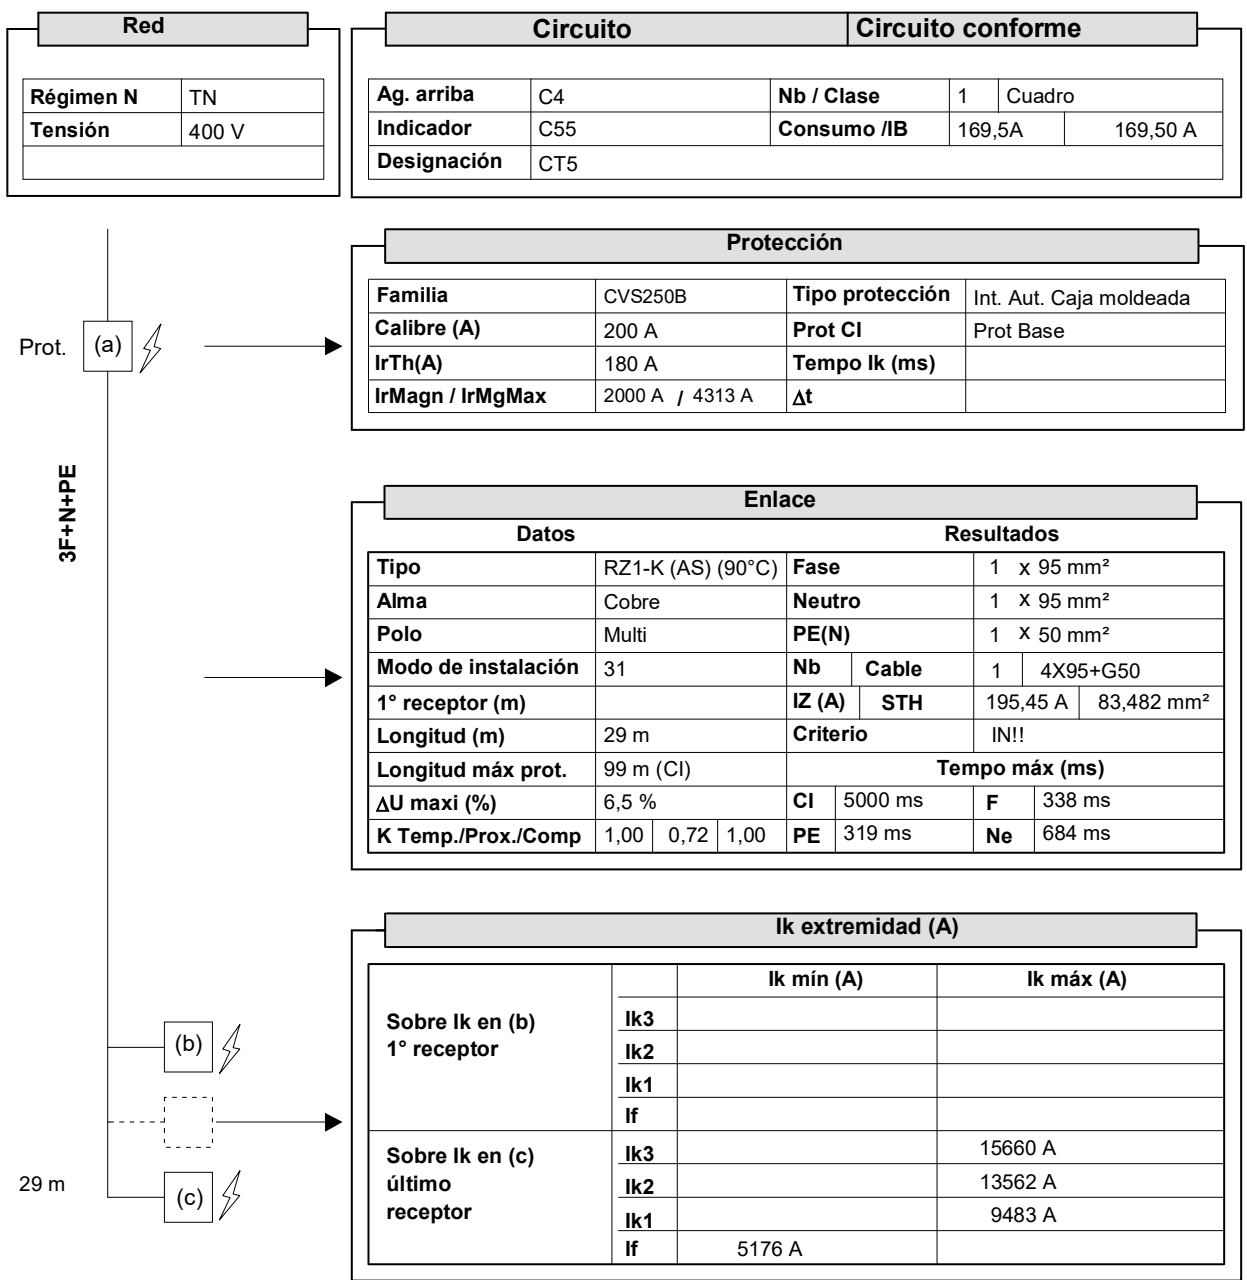 Red
Régimen N TN
Tensión 400 V
Circuito Circuito conforme
Ag. arriba C4 Nb / Clase 1 Cuadro
Indicador C55 Consumo /IB 169,5A 169,50 A
Designación CT5
Protección
Familia CVS250B Tipo protección Int. Aut. Caja moldeada
Calibre (A) 200 A Prot CI Prot Base
IrTh(A) 180 A Tempo Ik (ms)
IrMagn / IrMgMax 2000 A / 4313 A Δt
Prot. (a)
3F+N+PE
Enlace
Datos Resultados
Tipo RZ1-K (AS) (90°C) Fase 1 x 95 mm²
Alma Cobre Neutro 1 x 95 mm²
Polo Multi PE(N) 1 x 50 mm²
Modo de instalación 31 Nb Cable 1 4X95+G50
1° receptor (m) IZ (A) STH 195,45 A 83,482 mm²
Longitud (m) 29 m Criterio IN!!
Longitud máx prot. 99 m (CI) Tempo máx (ms)
ΔU maxi (%) 6,5 % CI 5000 ms F 338 ms
K Temp./Prox./Comp 1,00 0,72 1,00 PE 319 ms Ne 684 ms
Ik extremidad (A)
Ik mín (A) Ik máx (A)
Sobre Ik en (b)
1° receptor
Ik3
Ik2
Ik1
If
(b)
Sobre Ik en (c)
último
receptor
Ik3 15660 A
Ik2 13562 A
Ik1 9483 A
If 5176 A
29 m (c)